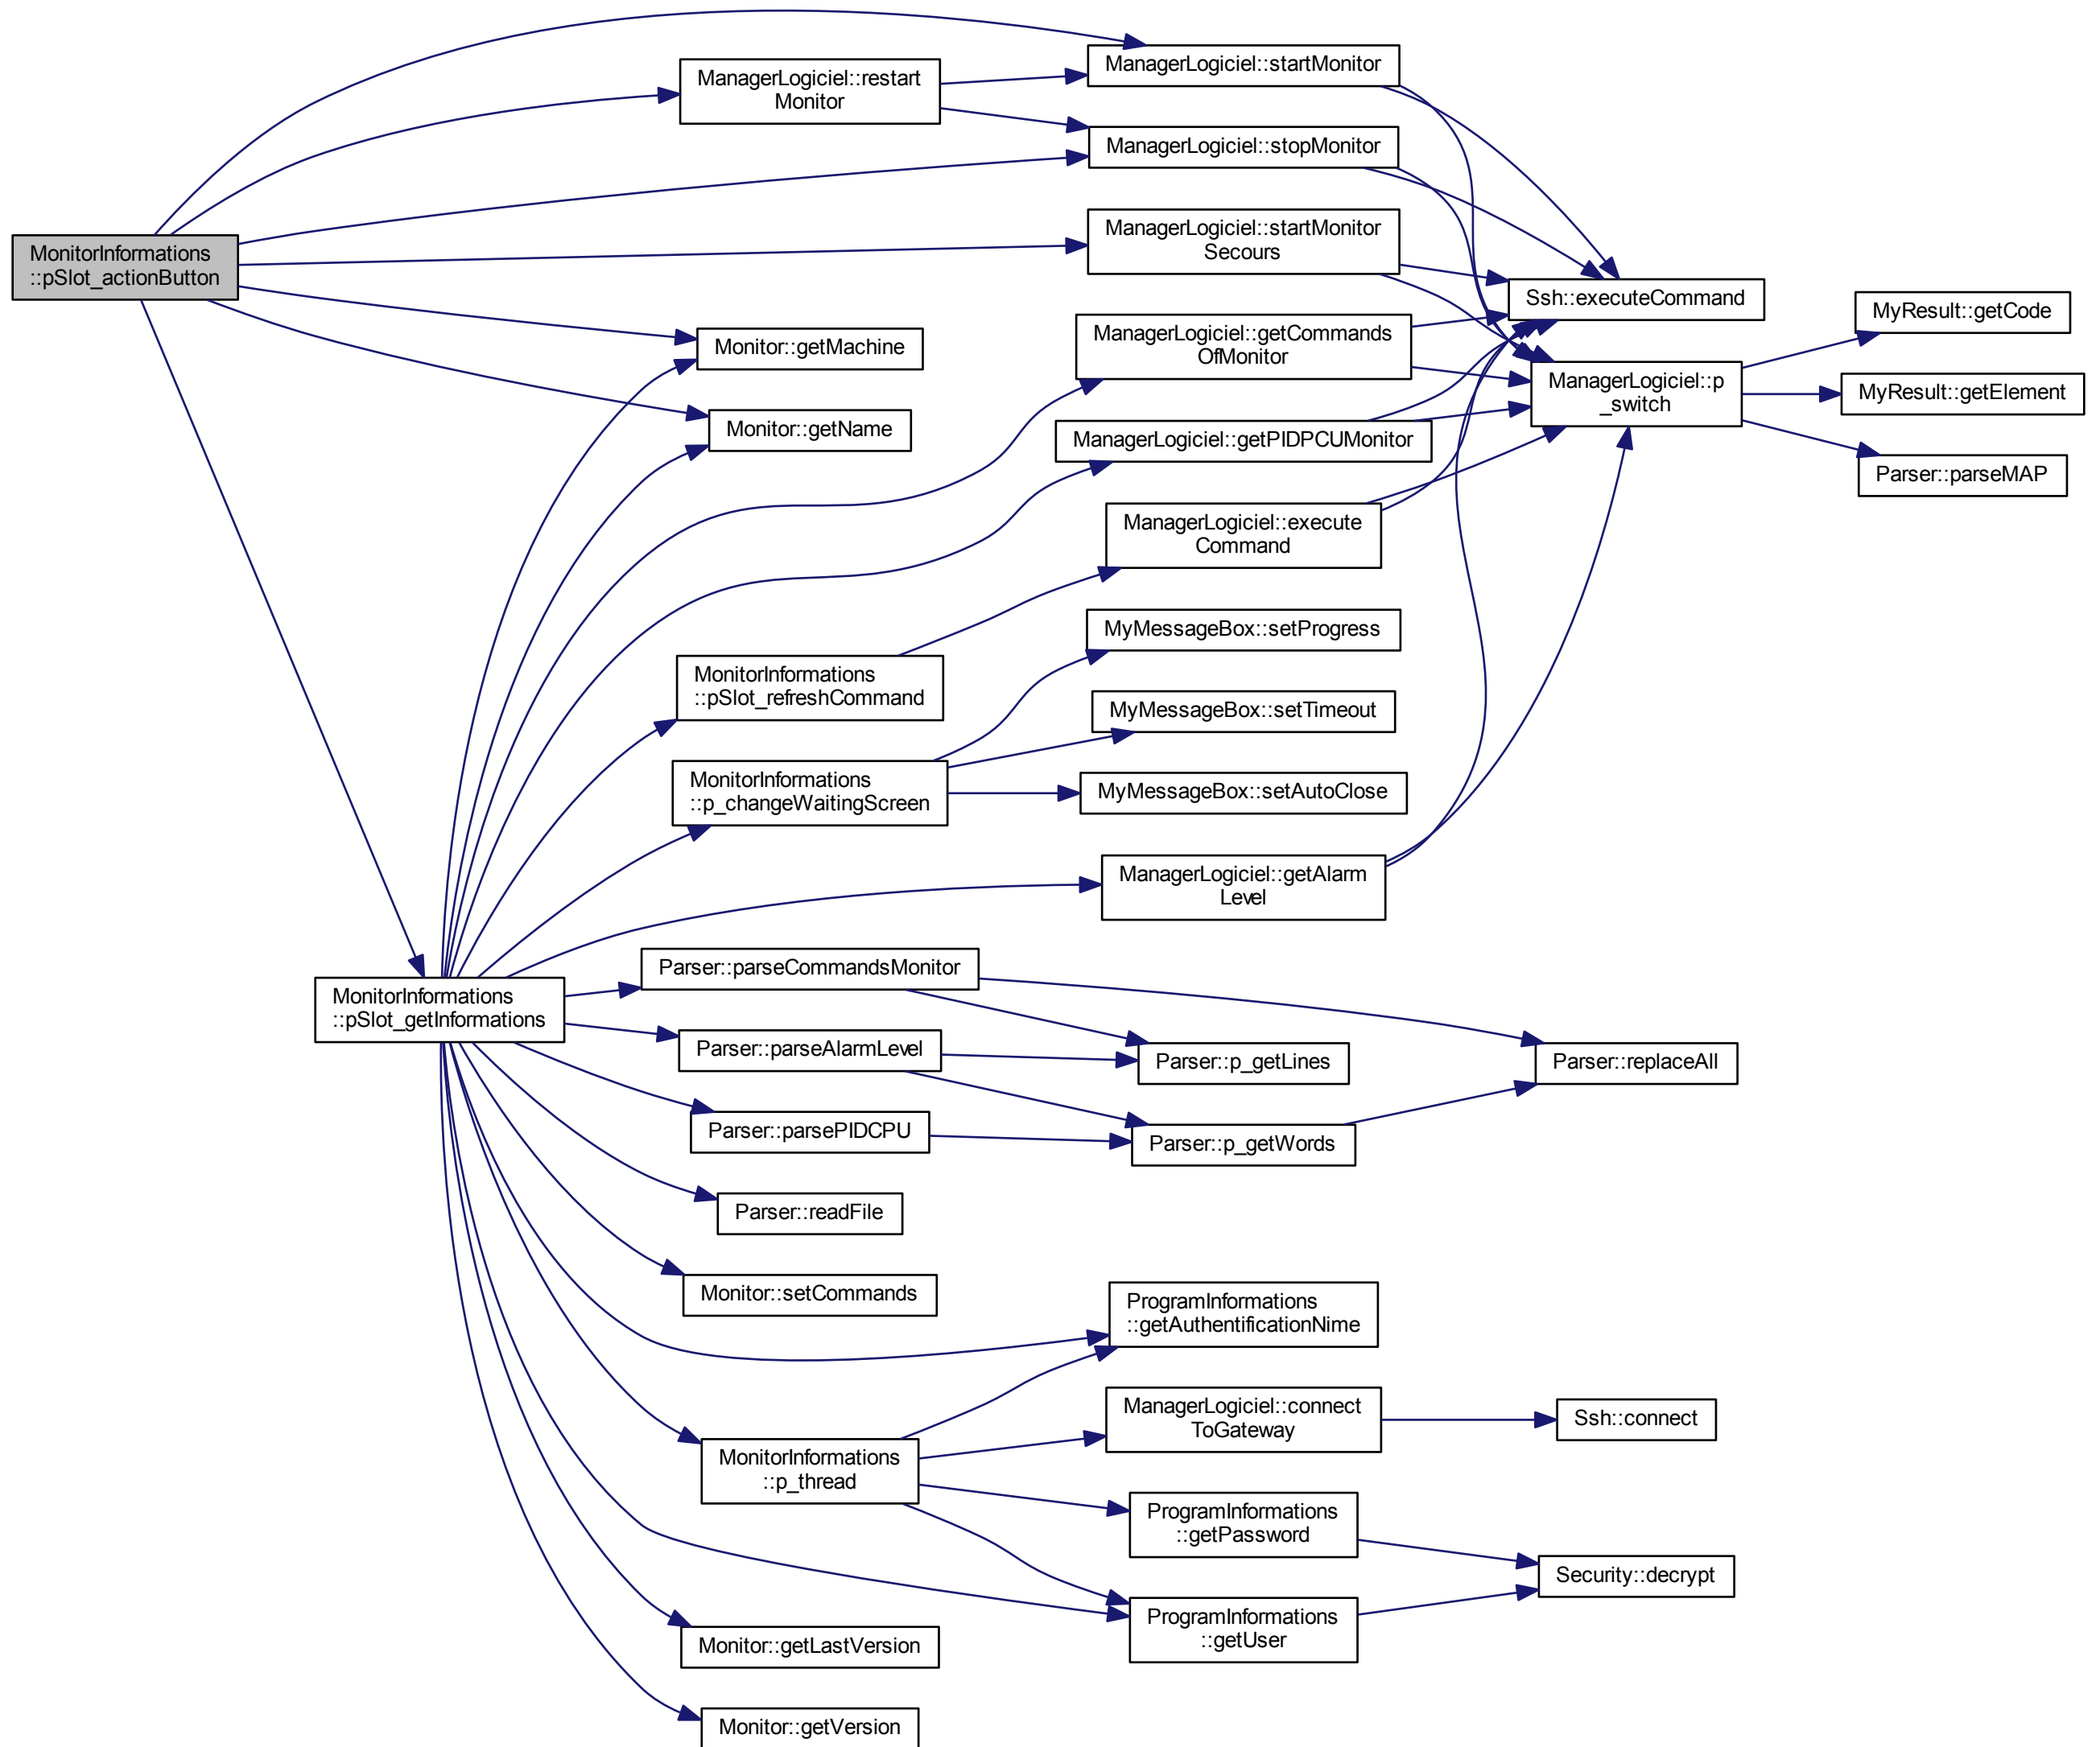 MonitorInformations
::pSlot_actionButton
ManagerLogiciel::restart
Monitor
ManagerLogiciel::startMonitor
ManagerLogiciel::stopMonitor
ManagerLogiciel::startMonitor
Secours
Monitor::getMachine
Monitor::getName
ManagerLogiciel::getCommands
OfMonitor
ManagerLogiciel::getPIDPCUMonitor
Ssh::executeCommand
ManagerLogiciel::p
_switch
MyResult::getCode
MyResult::getElement
Parser::parseMAP
ManagerLogiciel::execute
Command
MonitorInformations
::pSlot_refreshCommand
MyMessageBox::setProgress
MyMessageBox::setTimeout
MonitorInformations
::p_changeWaitingScreen
MyMessageBox::setAutoClose
ManagerLogiciel::getAlarm
Level
MonitorInformations
::pSlot_getInformations
Parser::parseCommandsMonitor
Parser::parseAlarmLevel
Parser::p_getLines
Parser::replaceAll
Parser::parsePIDCPU
Parser::p_getWords
Parser::readFile
Monitor::setCommands
ProgramInformations
::getAuthentificationNime
ManagerLogiciel::connect
ToGateway
Ssh::connect
MonitorInformations
::p_thread
ProgramInformations
::getPassword
Security::decrypt
ProgramInformations
::getUser
Monitor::getLastVersion
Monitor::getVersion